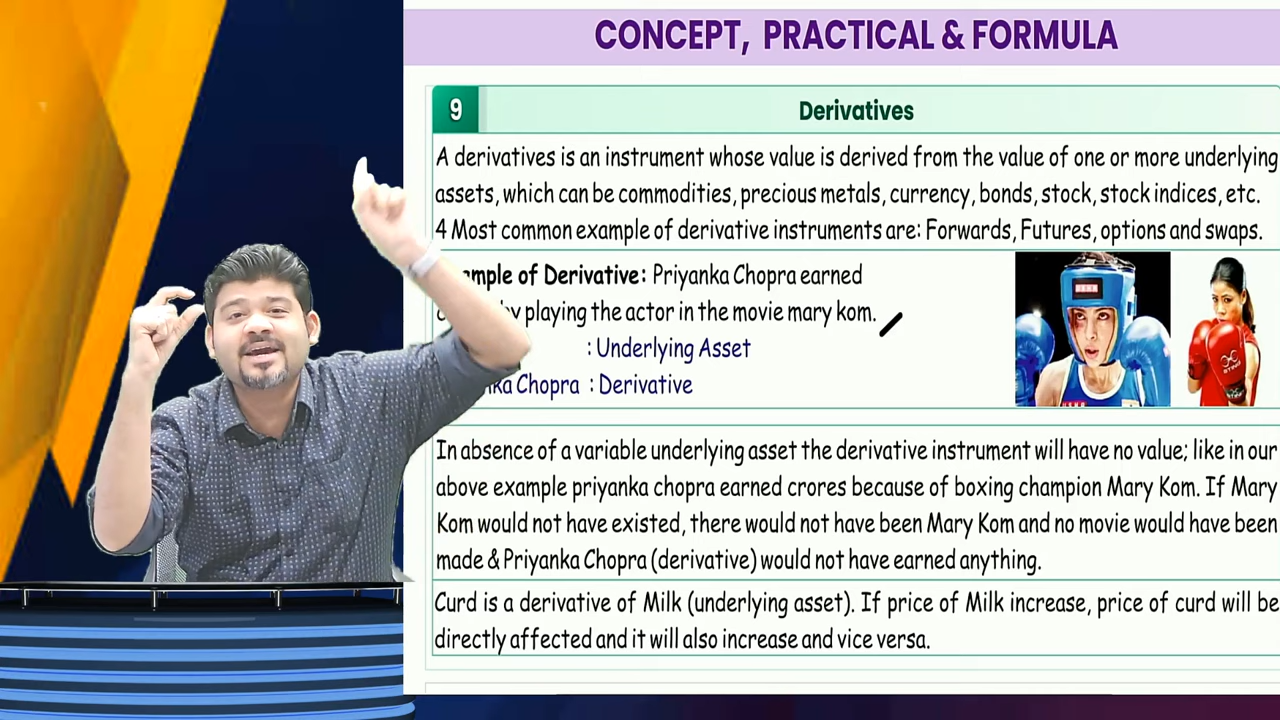 CONCEPT, PRACTICAL & FORMULA
9 Derivatives
A derivatives is an instrument whose value is derived from the value of one or more underlying
assets, which can be commodities, precious metals, currency, bonds, stock, stock indices, etc.
4 Most common example of derivative instruments are: Forwards, Futures, options and swaps.
mple of Derivative: Priyanka Chopra earned
by playing the actor in the movie mary kom.
: Underlying Asset
nka Chopra : Derivative
In absence of a variable underlying asset the derivative instrument will have no value; like in our
above example priyanka chopra earned crores because of boxing champion Mary Kom. If Mary
Kom would not have existed, there would not have been Mary Kom and no movie would have been
made & Priyanka Chopra (derivative) would not have earned anything.
Curd is a derivative of Milk (underlying asset). If price of Milk increase, price of curd will be
directly affected and it will also increase and vice versa.